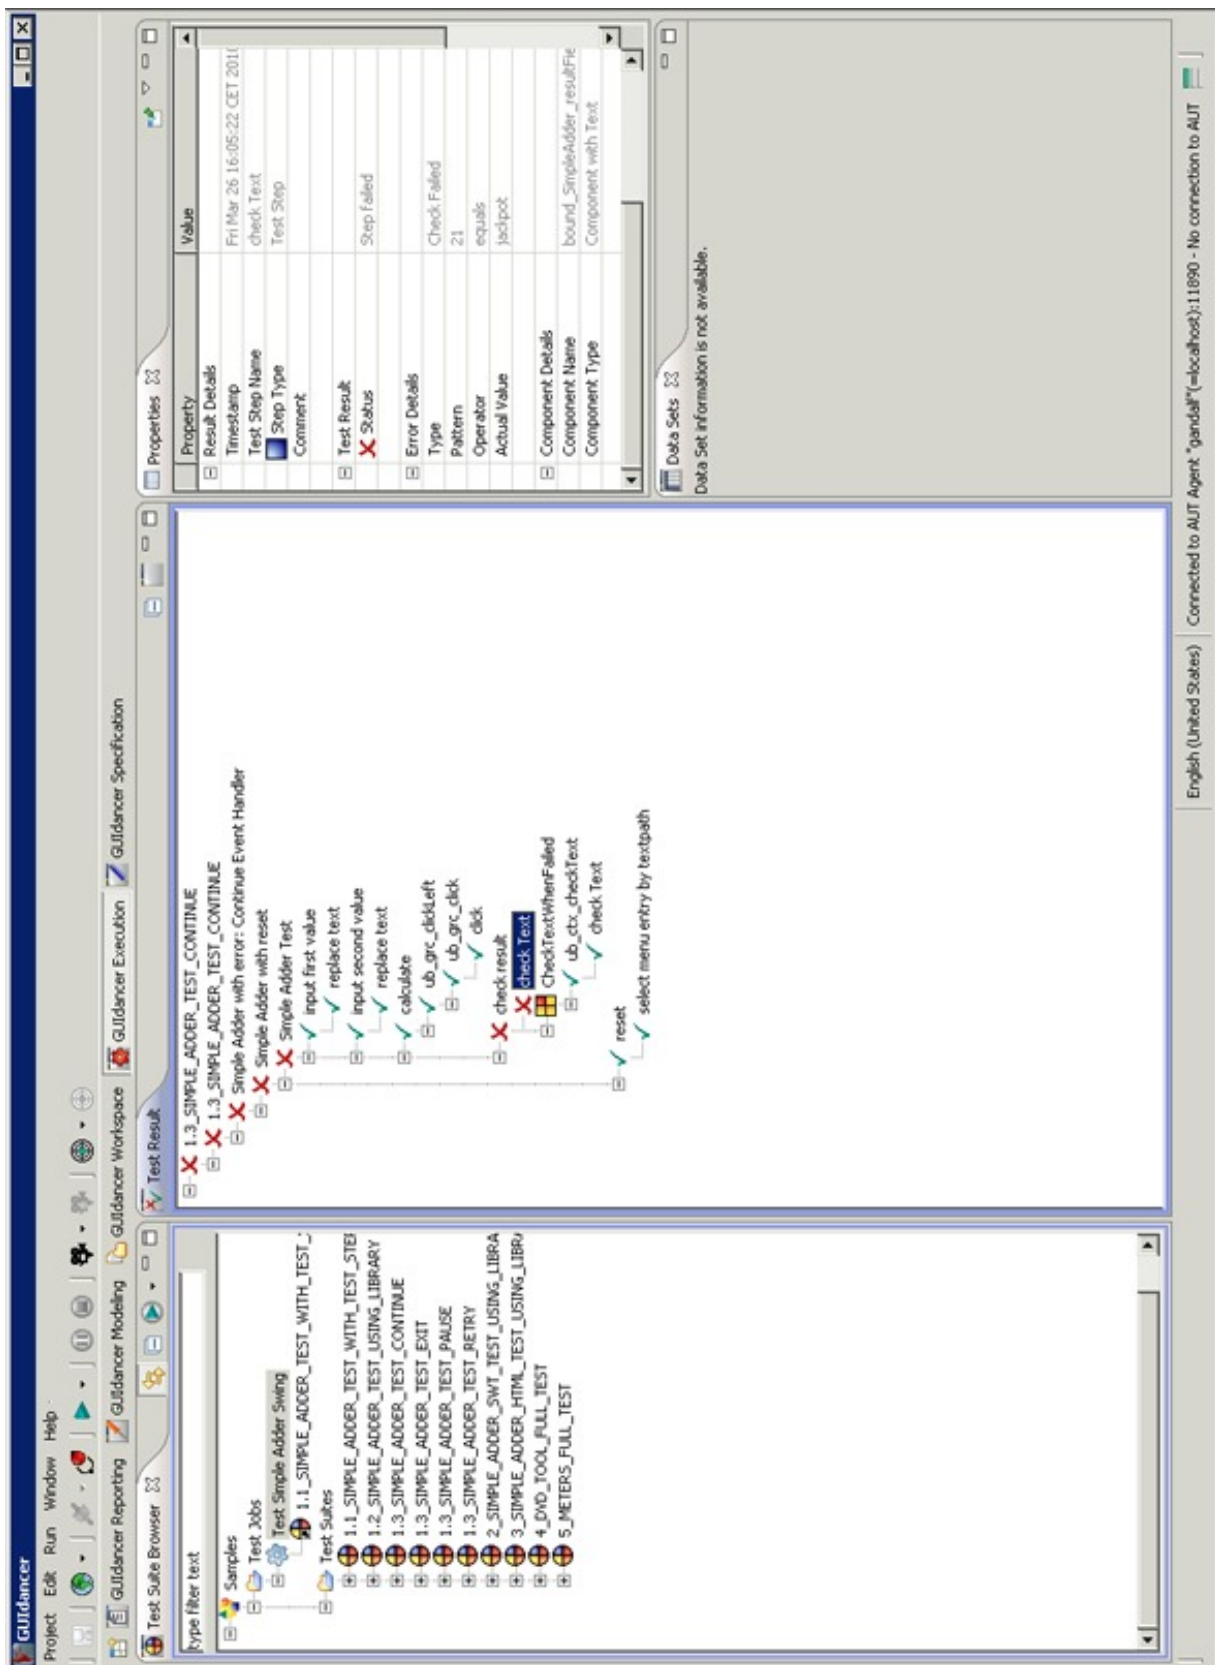 GUIdancer
Project Edit Run Window Help
GUIdancer Reporting GUIdancer Modeling GUIdancer Workspace GUIdancer Execution GUIdancer Specification
Test Suite Browser
type filter text
Samples
Test Jobs
Test Simple Adder Swing
1.1_SIMPLE_ADDER_TEST_WITH_TEST_
Test Suites
1.1_SIMPLE_ADDER_TEST_WITH_TEST_STEP
1.2_SIMPLE_ADDER_TEST_USING_LIBRARY
1.3_SIMPLE_ADDER_TEST_CONTINUE
1.3_SIMPLE_ADDER_TEST_EXIT
1.3_SIMPLE_ADDER_TEST_PAUSE
1.3_SIMPLE_ADDER_TEST_RETRY
2_SIMPLE_ADDER_SWT_TEST_USING_LIBRA
3_SIMPLE_ADDER_HTML_TEST_USING_LIBR
4_DVD_TOOL_FULL_TEST
5_METERS_FULL_TEST
Test Result
1.3_SIMPLE_ADDER_TEST_CONTINUE
1.3_SIMPLE_ADDER_TEST_CONTINUE
Simple Adder with error: Continue Event Handler
Simple Adder with reset
Simple Adder Test
input first value
replace text
input second value
replace text
calculate
ub_grc_clickLeft
ub_grc_click
click
check result
check Text
CheckTextWhenFailed
ub_ctx_checkText
check Text
reset
select menu entry by textpath
Properties
Property Value
Result Details
Timestamp Fri Mar 26 16:05:22 CET 2010
Test Step Name check Text
Step Type Test Step
Comment
Test Result
Status Step Failed
Error Details
Type Check Failed
Pattern 21
Operator equals
Actual Value jackpot
Component Details
Component Name bound_SimpleAdder_resultFie
Component Type Component with Text
Data Sets
Data Set information is not available.
English (United States) Connected to AUT Agent "gandalf"(=localhost):11890 - No connection to AUT